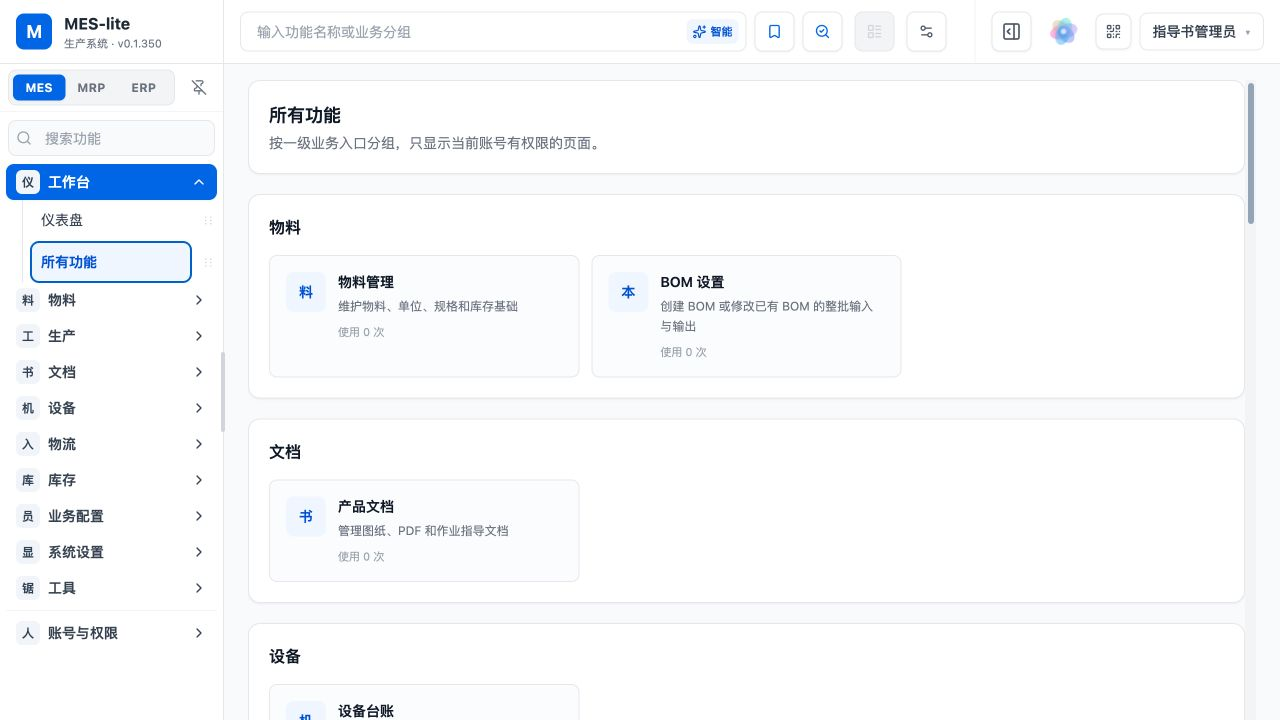 M
MES-lite
生产系统 · v0.1.350
MES MRP ERP
搜索功能
仪 工作台
仪表盘
所有功能
料 物料
工 生产
书 文档
机 设备
入 物流
库 库存
员 业务配置
显 系统设置
锯 工具
人 账号与权限
输入功能名称或业务分组
智能
指导书管理员
所有功能
按一级业务入口分组，只显示当前账号有权限的页面。
物料
料
物料管理
维护物料、单位、规格和库存基础
使用 0 次
本
BOM 设置
创建 BOM 或修改已有 BOM 的整批输入
与输出
使用 0 次
文档
书
产品文档
管理图纸、PDF 和作业指导文档
使用 0 次
设备
机
设备台账